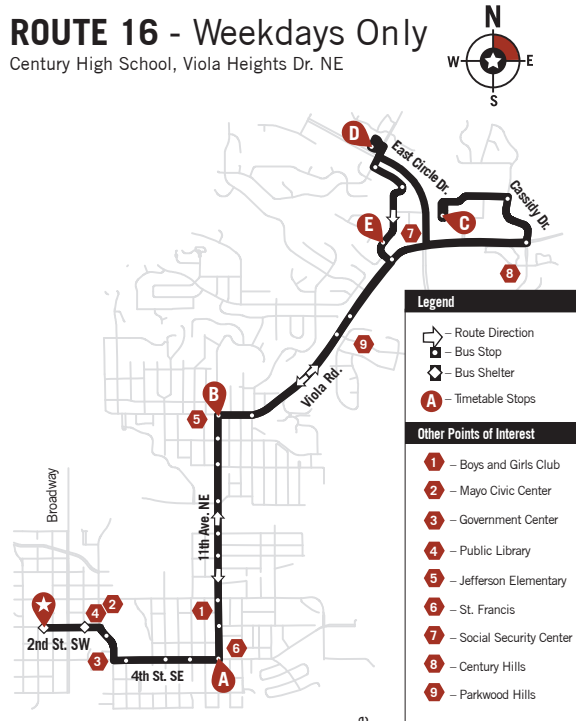 ROUTE 16 - Weekdays Only
Century High School, Viola Heights Dr. NE
N
W
E
S
D
East Circle Dr.
Cassidy Dr.
C
E
7
8
9
Viola Rd.
B
5
11th Ave. NE
Broadway
4
2
1
2nd St. SW
3
4th St. SE
6
A
Legend
– Route Direction
– Bus Stop
– Bus Shelter
A – Timetable Stops
Other Points of Interest
1 – Boys and Girls Club
2 – Mayo Civic Center
3 – Government Center
4 – Public Library
5 – Jefferson Elementary
6 – St. Francis
7 – Social Security Center
8 – Century Hills
9 – Parkwood Hills